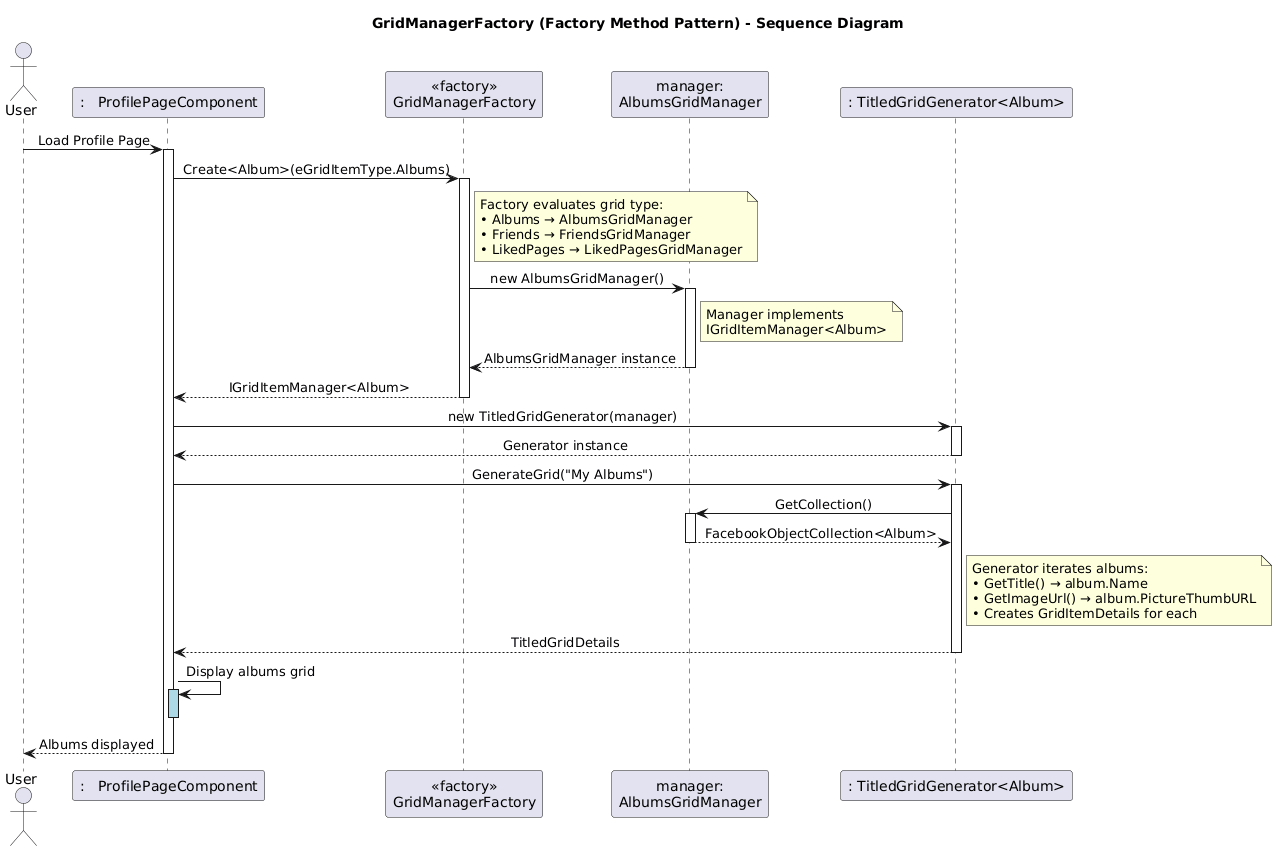 GridManagerFactory (Factory Method Pattern) - Sequence Diagram
User
:   ProfilePageComponent
«factory»
GridManagerFactory
manager:
AlbumsGridManager
: TitledGridGenerator<Album>
Load Profile Page
Create<Album>(eGridItemType.Albums)
Factory evaluates grid type:
• Albums → AlbumsGridManager
• Friends → FriendsGridManager
• LikedPages → LikedPagesGridManager
new AlbumsGridManager()
Manager implements
IGridItemManager<Album>
AlbumsGridManager instance
IGridItemManager<Album>
new TitledGridGenerator(manager)
Generator instance
GenerateGrid("My Albums")
GetCollection()
FacebookObjectCollection<Album>
Generator iterates albums:
• GetTitle() → album.Name
• GetImageUrl() → album.PictureThumbURL
• Creates GridItemDetails for each
TitledGridDetails
Display albums grid
Albums displayed
User
:   ProfilePageComponent
«factory»
GridManagerFactory
manager:
AlbumsGridManager
: TitledGridGenerator<Album>